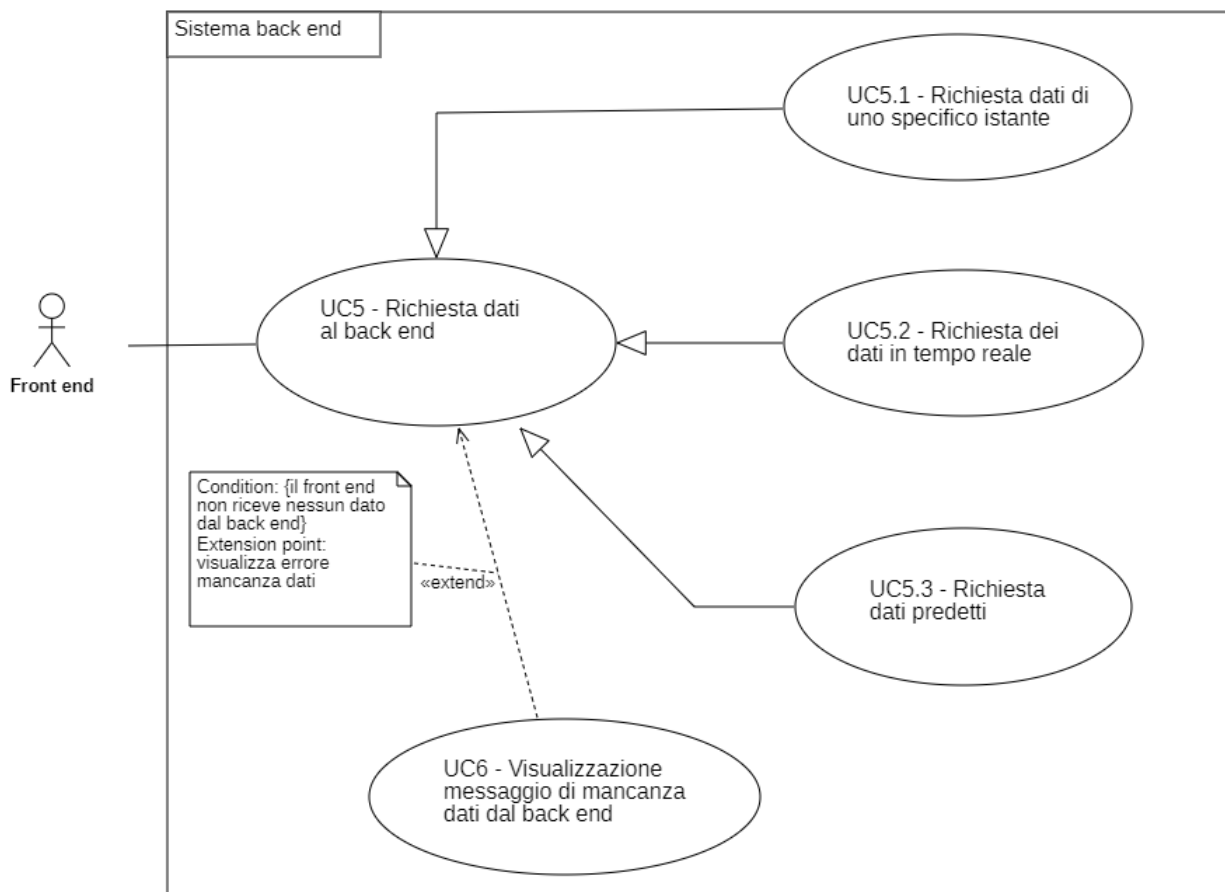 Sistema back end
UC5.1 - Richiesta dati di
uno specifico istante
UC5 - Richiesta dati
al back end
UC5.2 - Richiesta dei
dati in tempo reale
Front end
Condition: {il front end
non riceve nessun dato
dal back end}
Extension point:
visualizza errore
mancanza dati
«extend»
UC5.3 - Richiesta
dati predetti
UC6 - Visualizzazione
messaggio di mancanza
dati dal back end